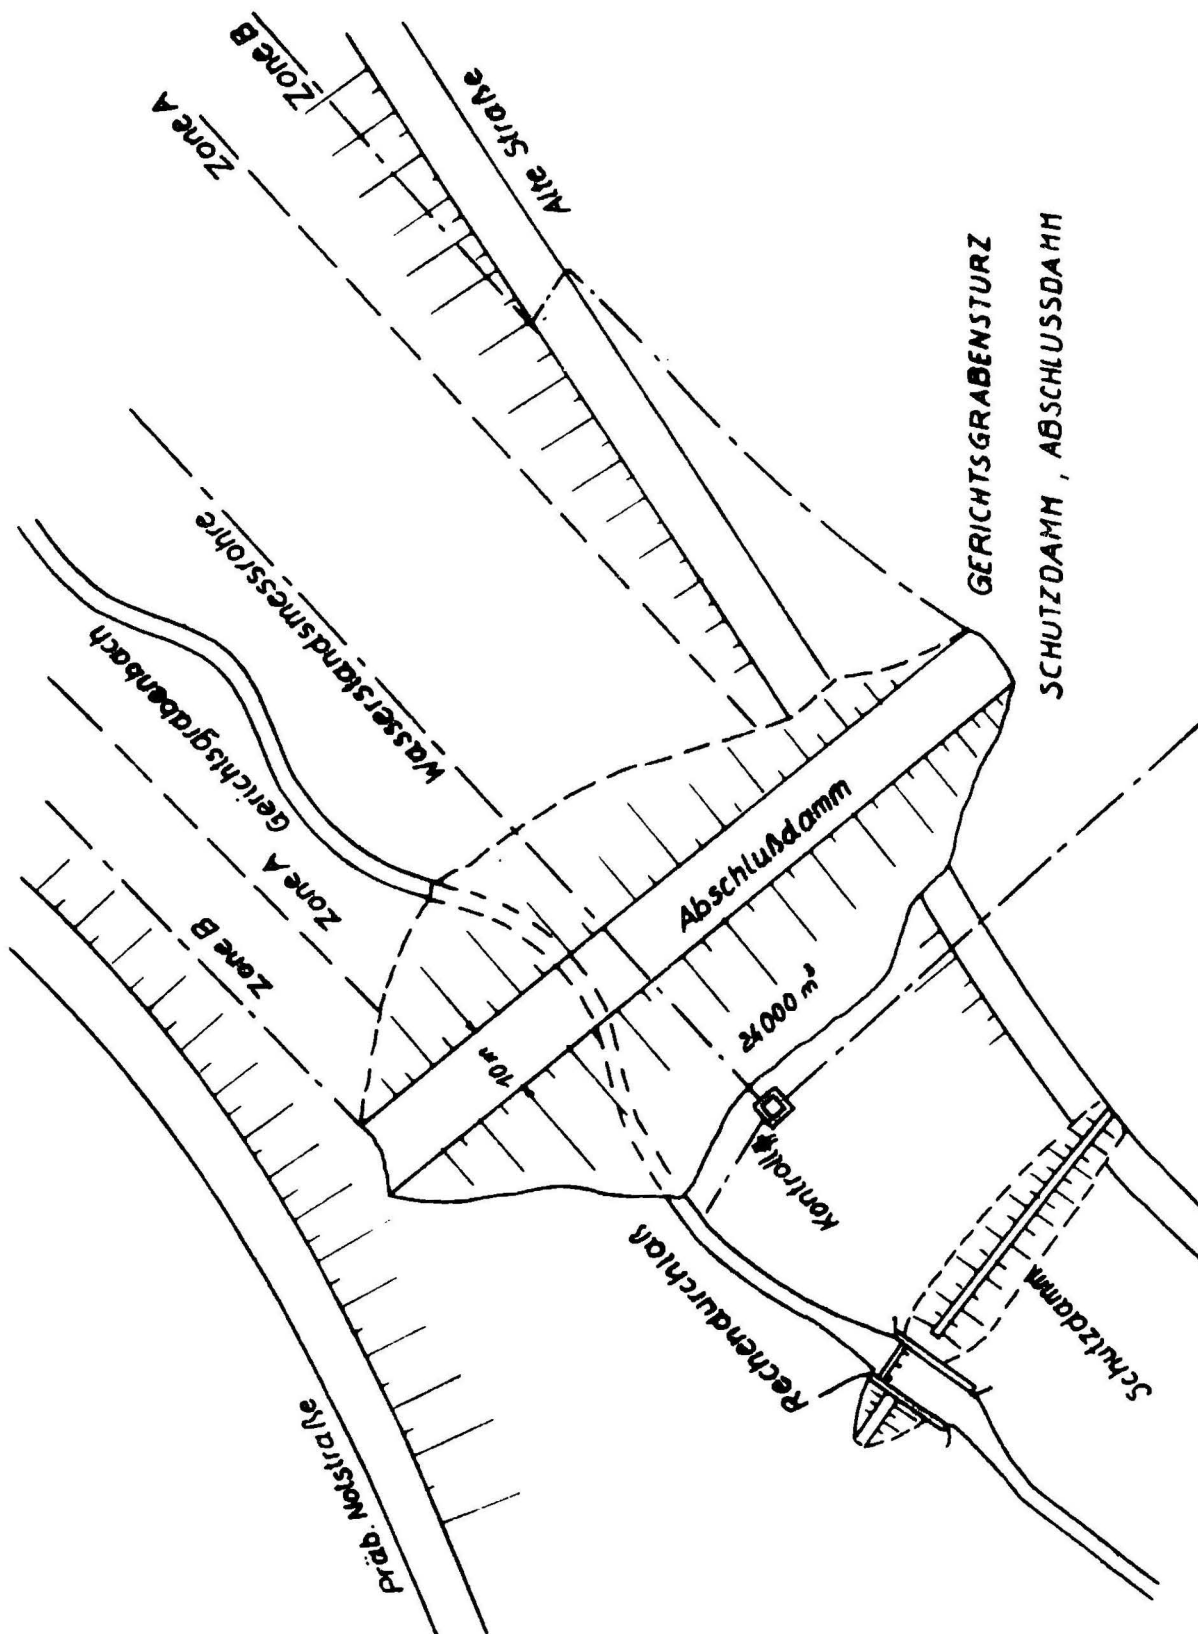 Zone B
Zone A
Alte Straße
Wasserstandsmessrohre
Gerichtsgrabenbach
Zone A
Zone B
Abschlußdamm
10 m
24000 m³
Rechendurchlaß
Schutzdamm
Präb. Notstraße
GERICHTSGRABENSTURZ
SCHUTZDAMM , ABSCHLUSSDAMM